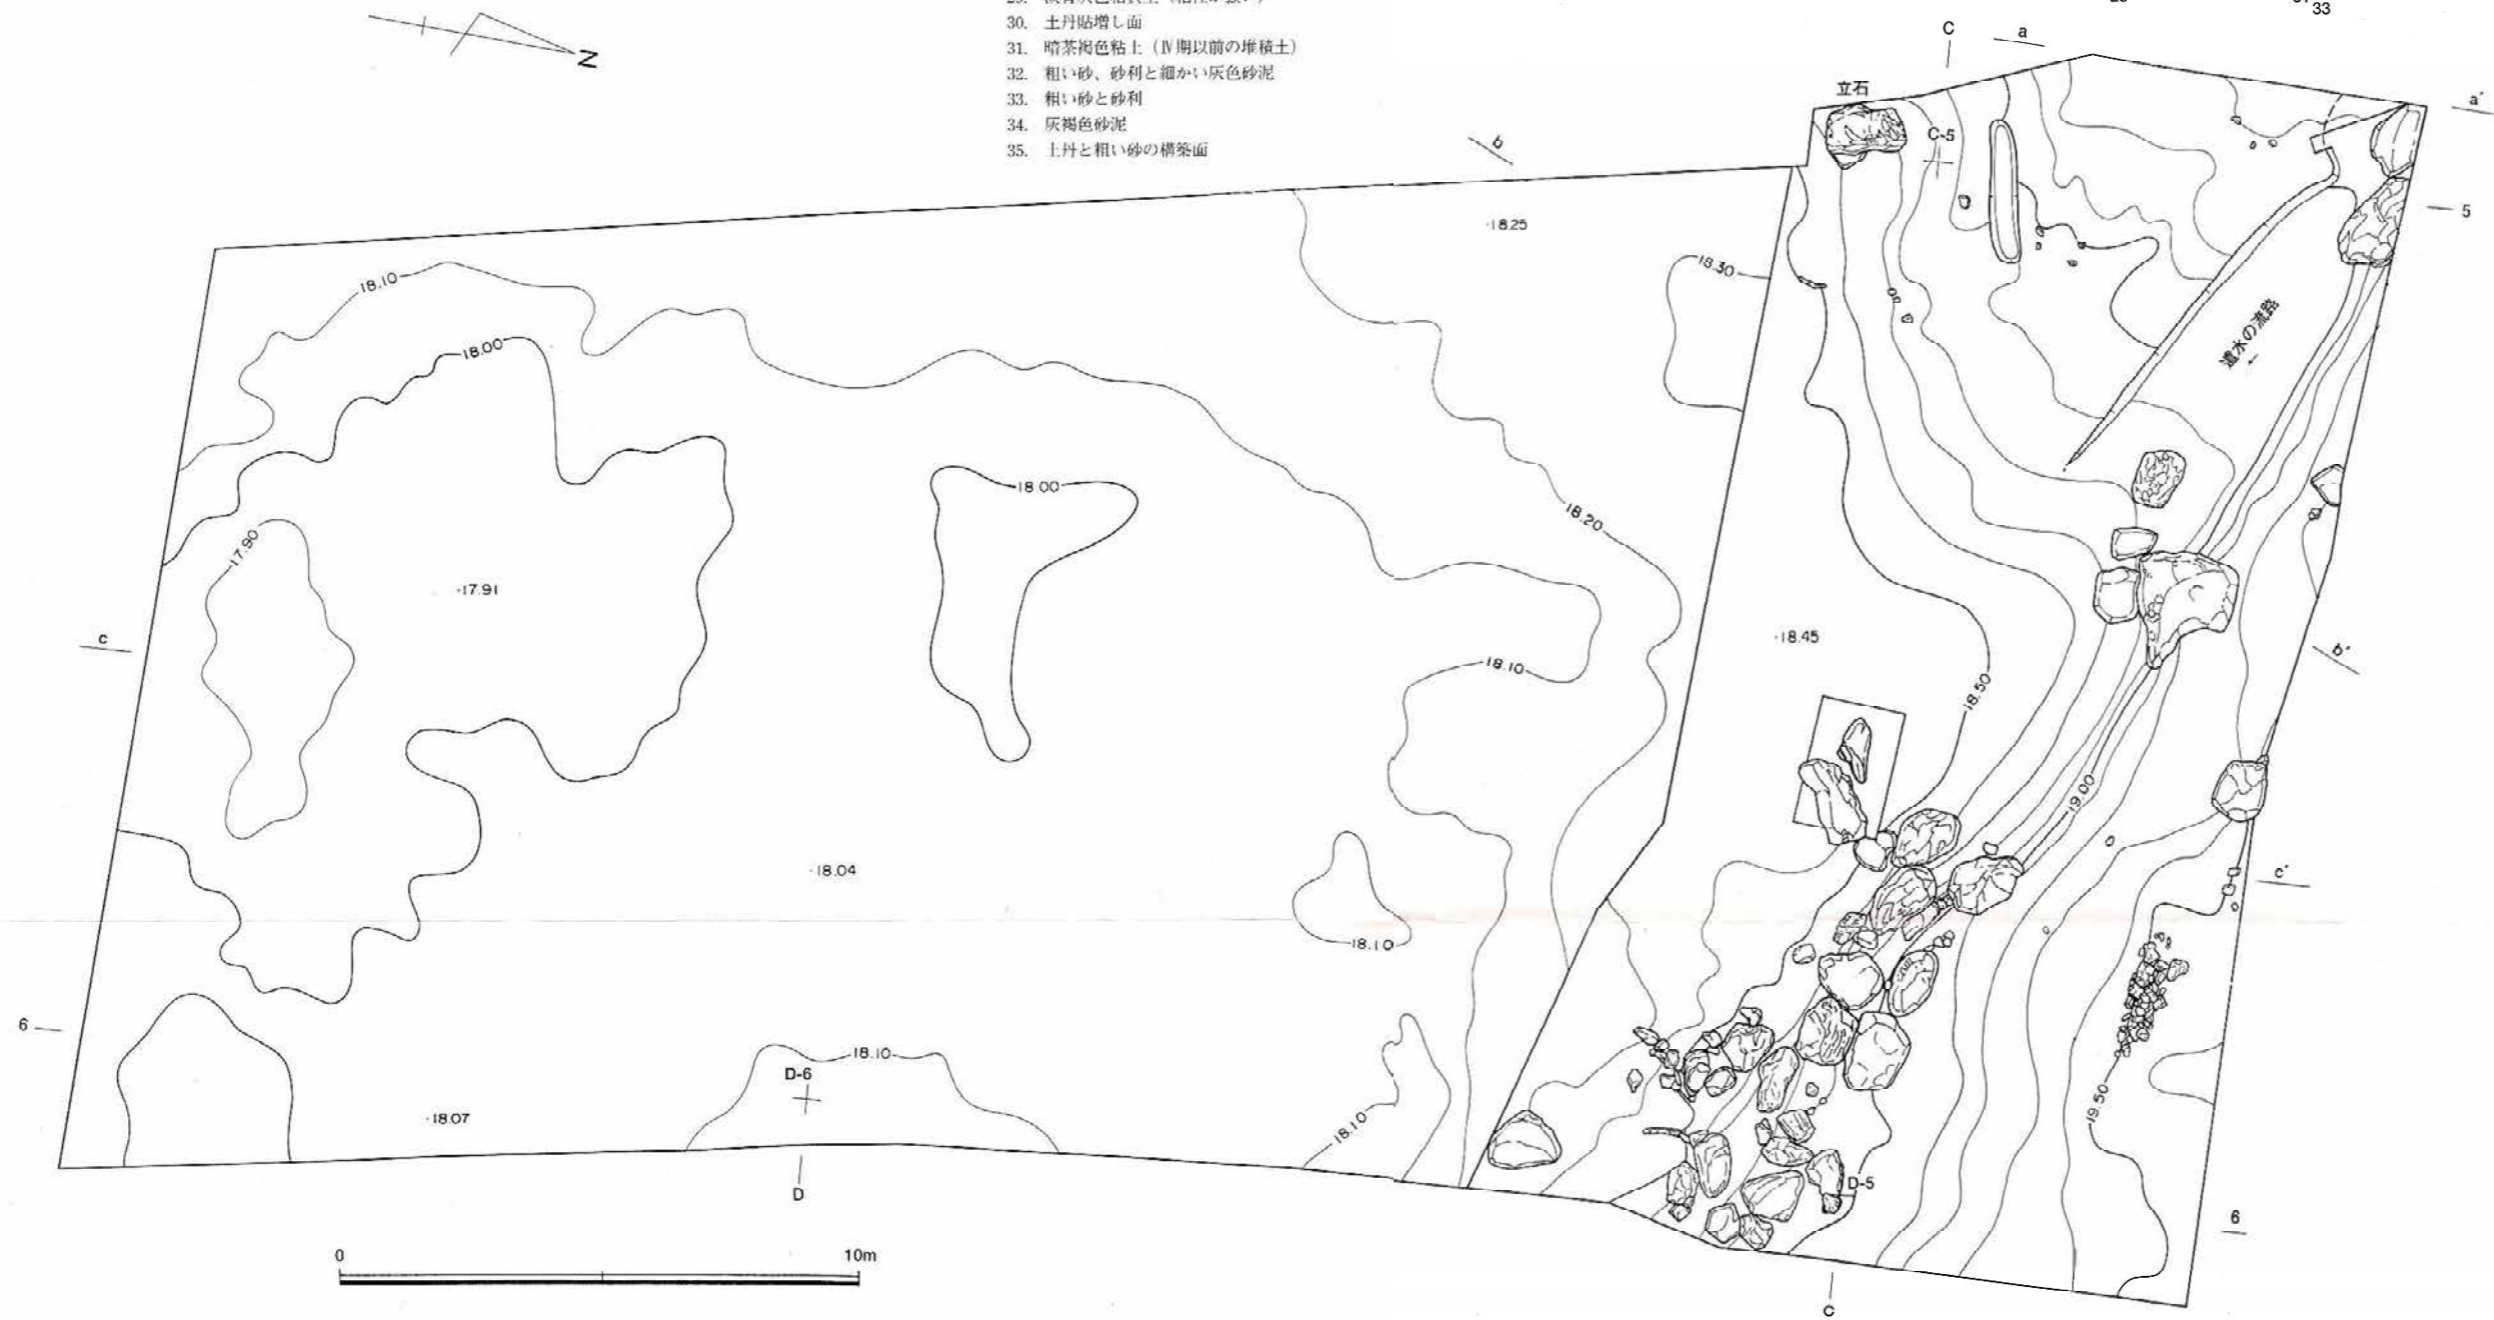 30. 土丹貼増し面
31. 暗茶褐色粘土（Ⅳ期以前の堆積土）
32. 粗い砂、砂利と細かい灰色砂泥
33. 粗い砂と砂利
34. 灰褐色砂泥
35. 土丹と粗い砂の構築面
33
N
C
a
a′
立石
C-5
b
5
18.25
18.30
18.10
遣水の流路
←
18.00
18.00
18.20
17.90
17.91
c
18.45
b′
18.10
18.50
19.00
18.04
c′
18.10
6
18.10
D-6
19.50
18.07
18.10
D-5
D
6
0 10m
C